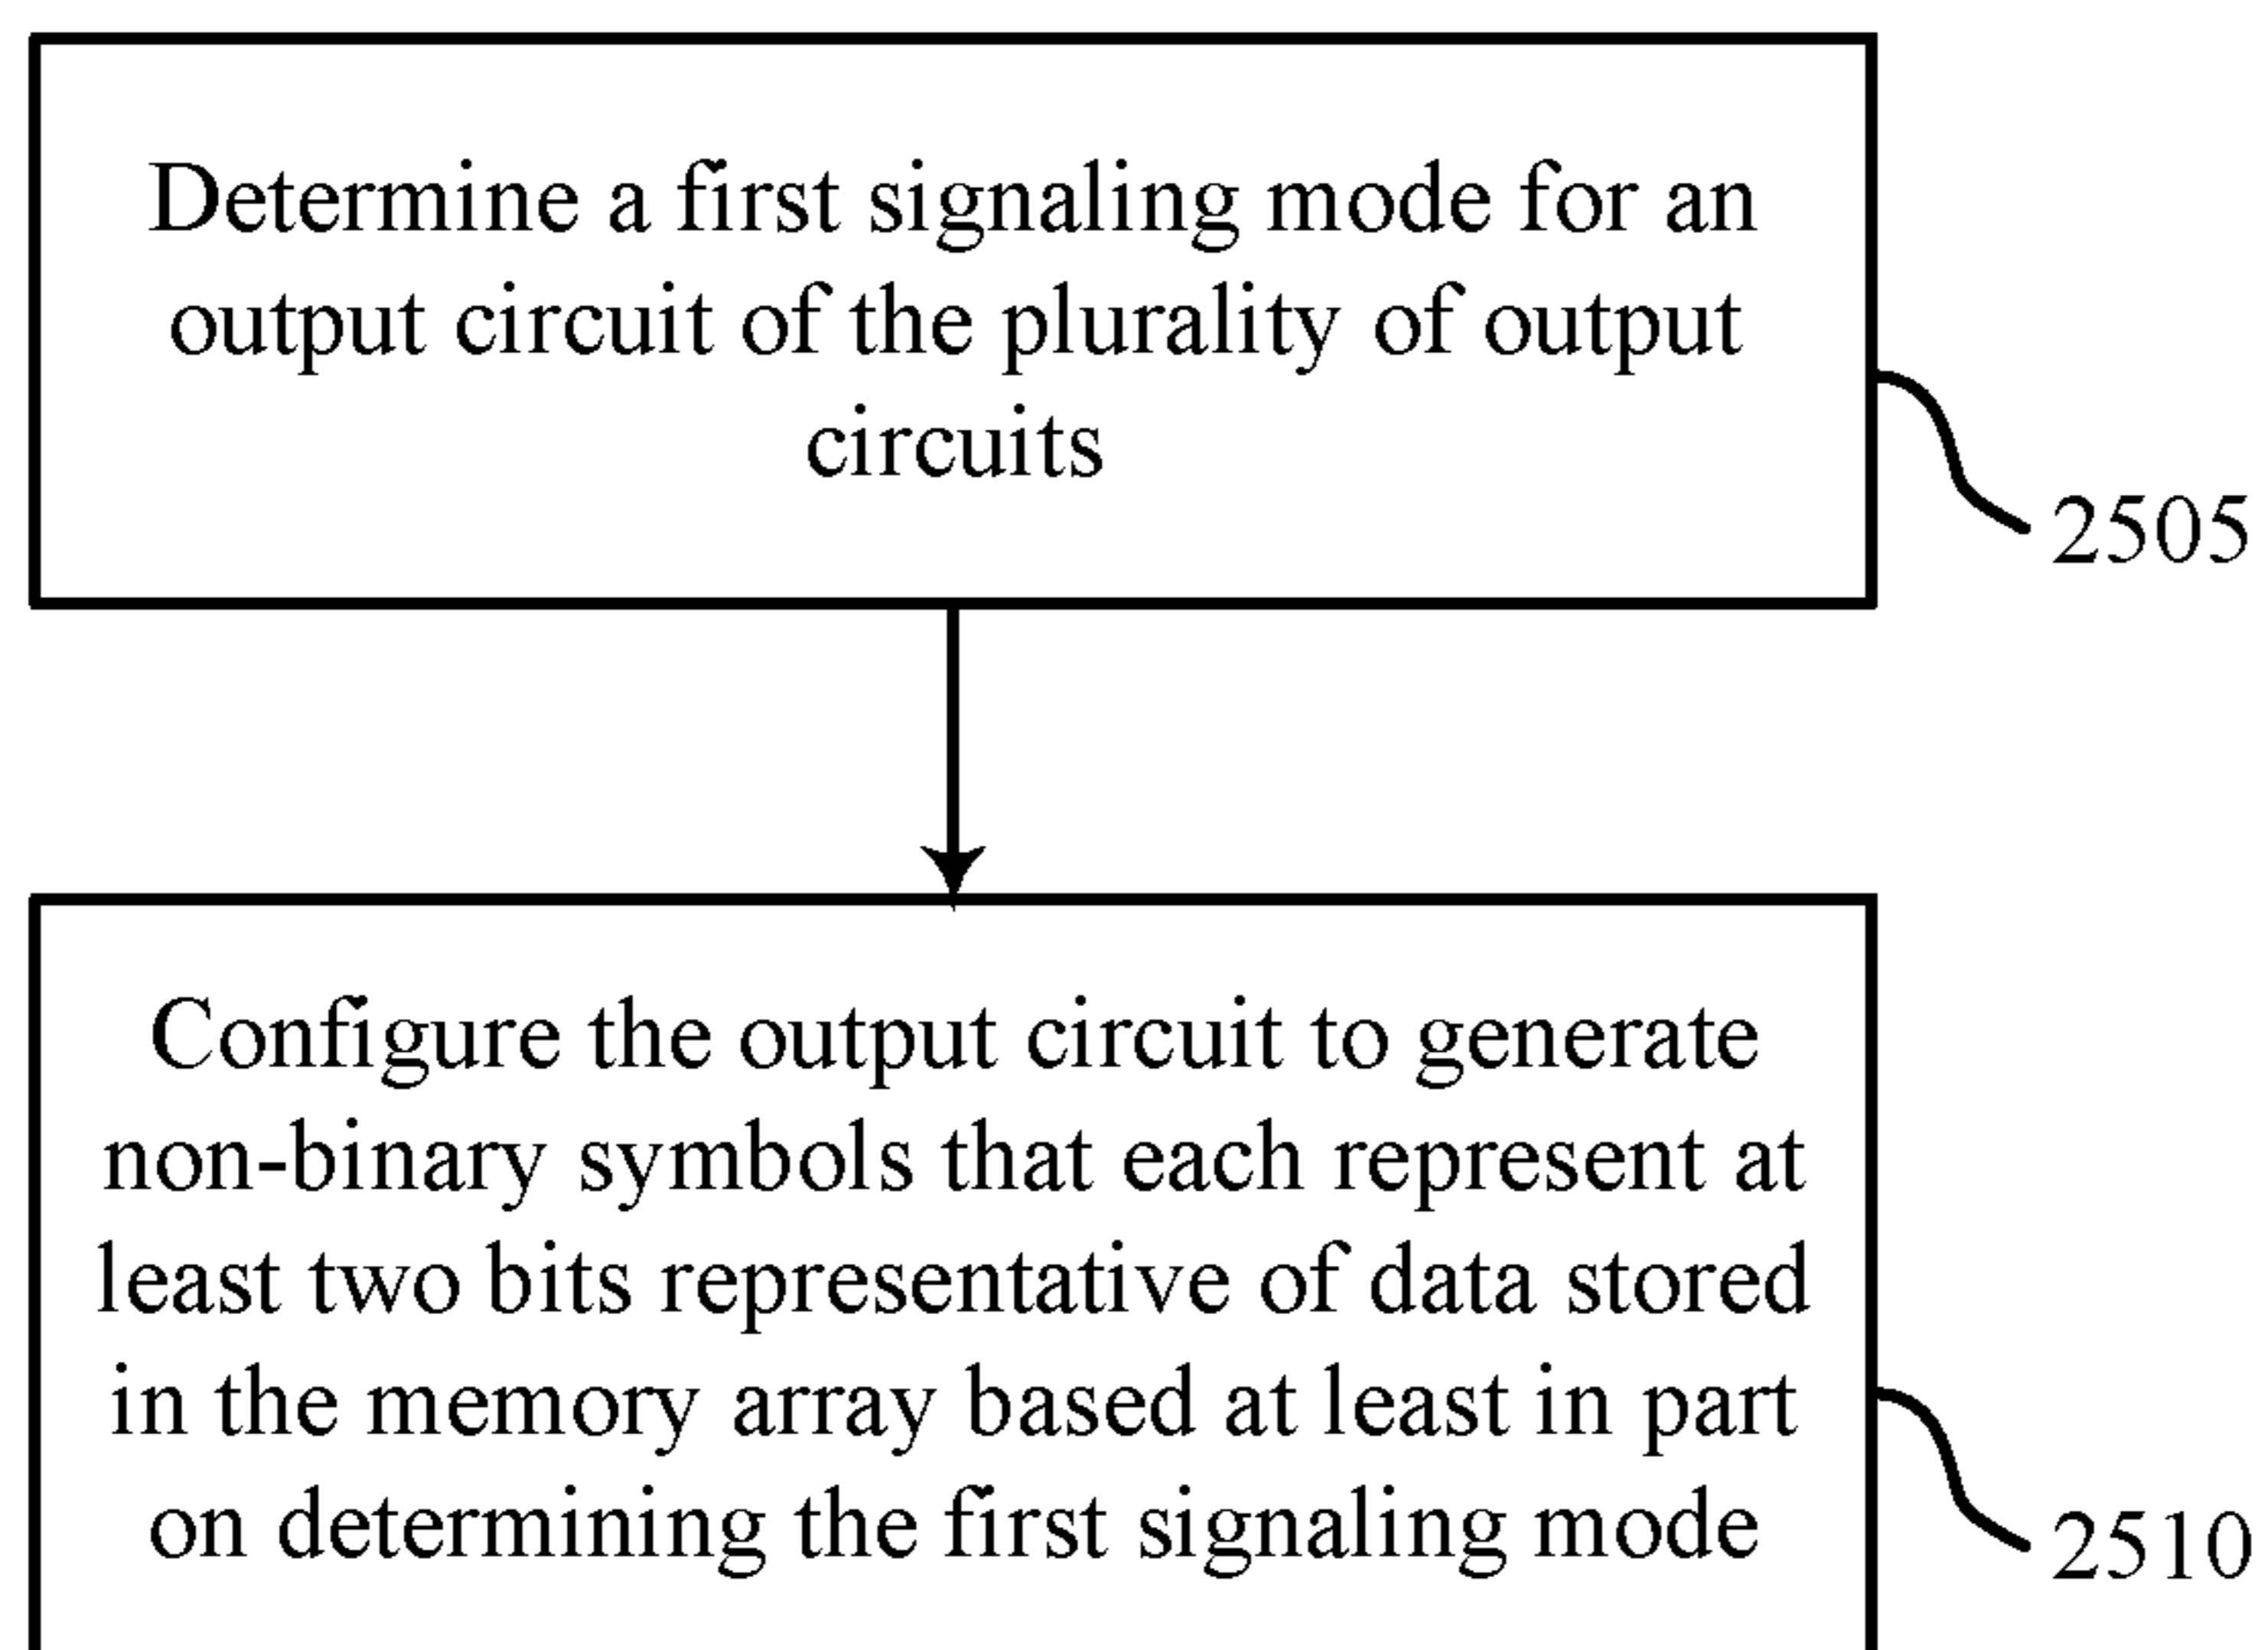 Determine a first signaling mode for an
output circuit of the plurality of output
circuits
2505
Configure the output circuit to generate
non-binary symbols that each represent at
least two bits representative of data stored
in the memory array based at least in part
on determining the first signaling mode
2510